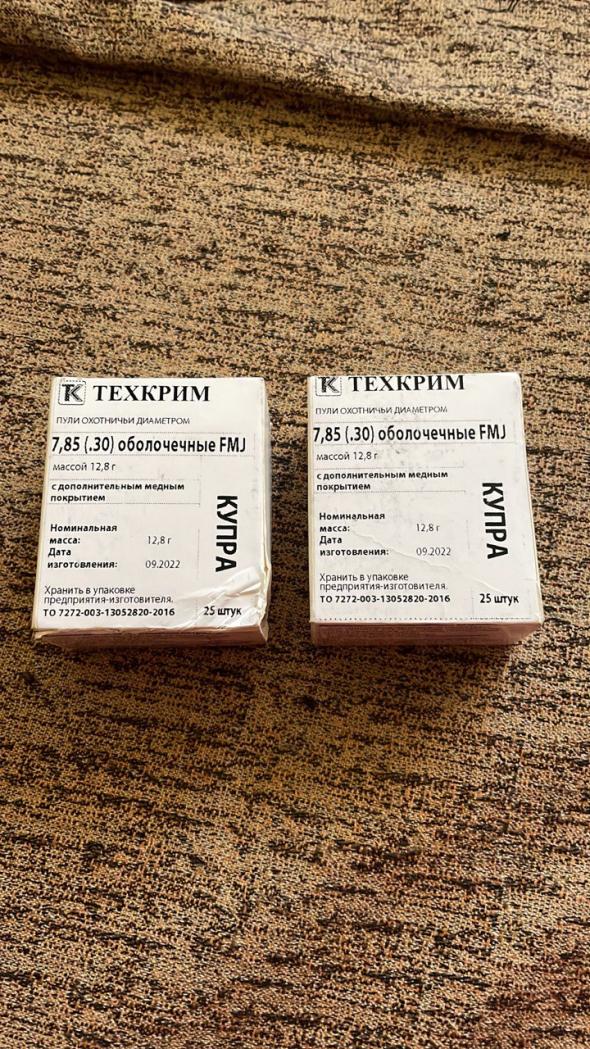 ТК ТЕХКРИМ
ПУЛИ ОХОТНИЧЬИ ДИАМЕТРОМ
7,85 (.30) оболочечные FMJ
массой 12,8 г
с дополнительным медным
покрытием
КУПРА
Номинальная
масса: 12,8 г
Дата
изготовления: 09.2022
Хранить в упаковке
предприятия-изготовителя.
ТО 7272-003-13052820-2016 25 штук
ТК ТЕХКРИМ
ПУЛИ ОХОТНИЧЬИ ДИАМЕТРОМ
7,85 (.30) оболочечные FMJ
массой 12,8 г
с дополнительным медным
покрытием
КУПРА
Номинальная
масса: 12,8 г
Дата
изготовления: 09.2022
Хранить в упаковке
предприятия-изготовителя.
ТО 7272-003-13052820-2016 25 штук